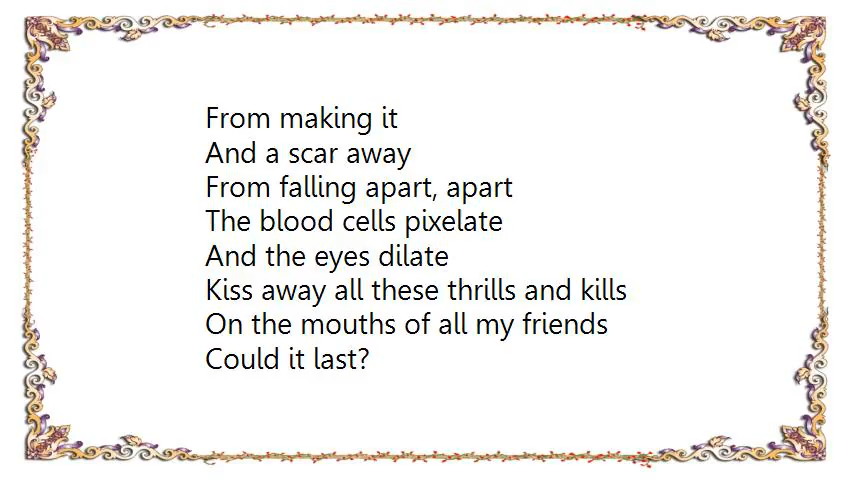 From making it
And a scar away
From falling apart, apart
The blood cells pixelate
And the eyes dilate
Kiss away all these thrills and kills
On the mouths of all my friends
Could it last?